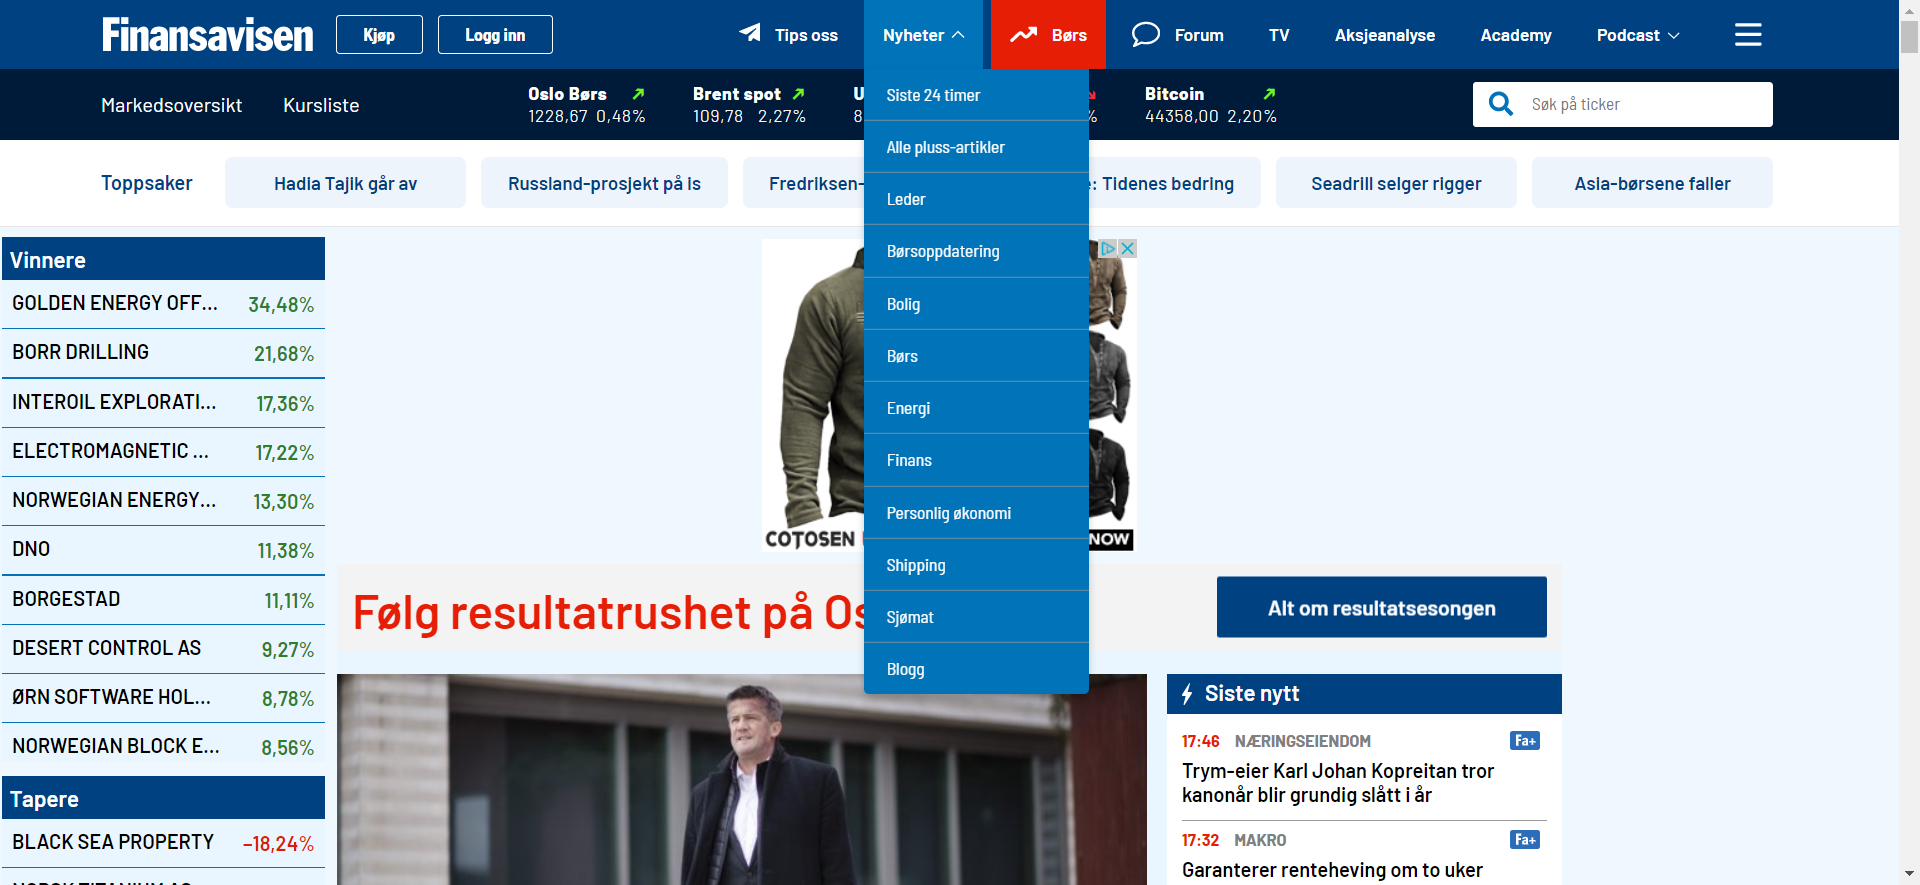 Finansavisen
Kjøp
Logg inn
Tips oss
Nyheter
Børs
Forum
TV
Aksjeanalyse
Academy
Podcast
Markedsoversikt
Kursliste
Oslo Børs
1228,67 0,48%
Brent spot
109,78 2,27%
U
8
%
Bitcoin
44358,00 2,20%
Søk på ticker
Toppsaker
Hadia Tajik går av
Russland-prosjekt på is
Fredriksen-
e: Tidenes bedring
Seadrill selger rigger
Asia-børsene faller
Siste 24 timer
Alle pluss-artikler
Leder
Børsoppdatering
Bolig
Børs
Energi
Finans
Personlig økonomi
Shipping
Sjømat
Blogg
Vinnere
GOLDEN ENERGY OFF... 34,48%
BORR DRILLING 21,68%
INTEROIL EXPLORATI... 17,36%
ELECTROMAGNETIC ... 17,22%
NORWEGIAN ENERGY... 13,30%
DNO 11,38%
BORGESTAD 11,11%
DESERT CONTROL AS 9,27%
ØRN SOFTWARE HOL... 8,78%
NORWEGIAN BLOCK E... 8,56%
Tapere
BLACK SEA PROPERTY -18,24%
COTOSEN
NOW
Følg resultatrushet på Os
Alt om resultatsesongen
Siste nytt
17:46 NÆRINGSEIENDOM Fa+
Trym-eier Karl Johan Kopreitan tror
kanonår blir grundig slått i år
17:32 MAKRO Fa+
Garanterer renteheving om to uker